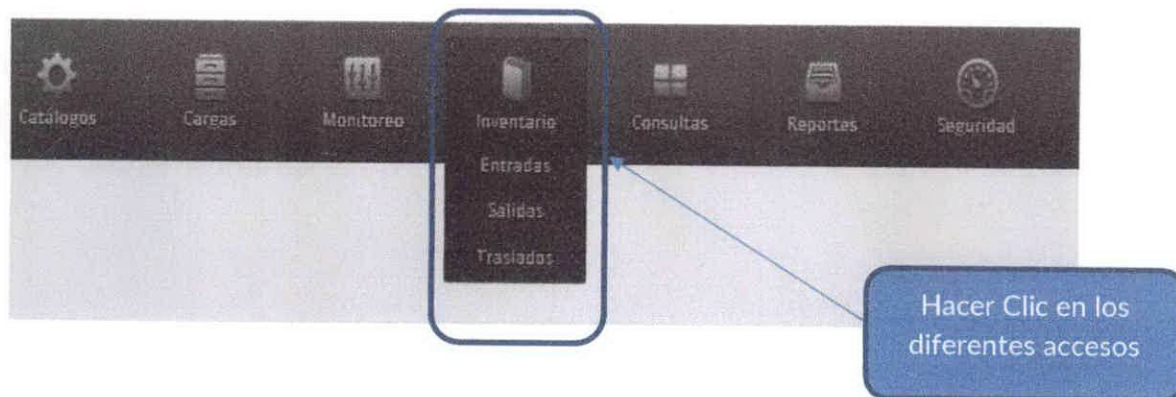 Catálogos Cargas Monitoreo Inventario Consultas Reportes Seguridad
Entradas
Salidas
Traslados
Hacer Clic en los
diferentes accesos